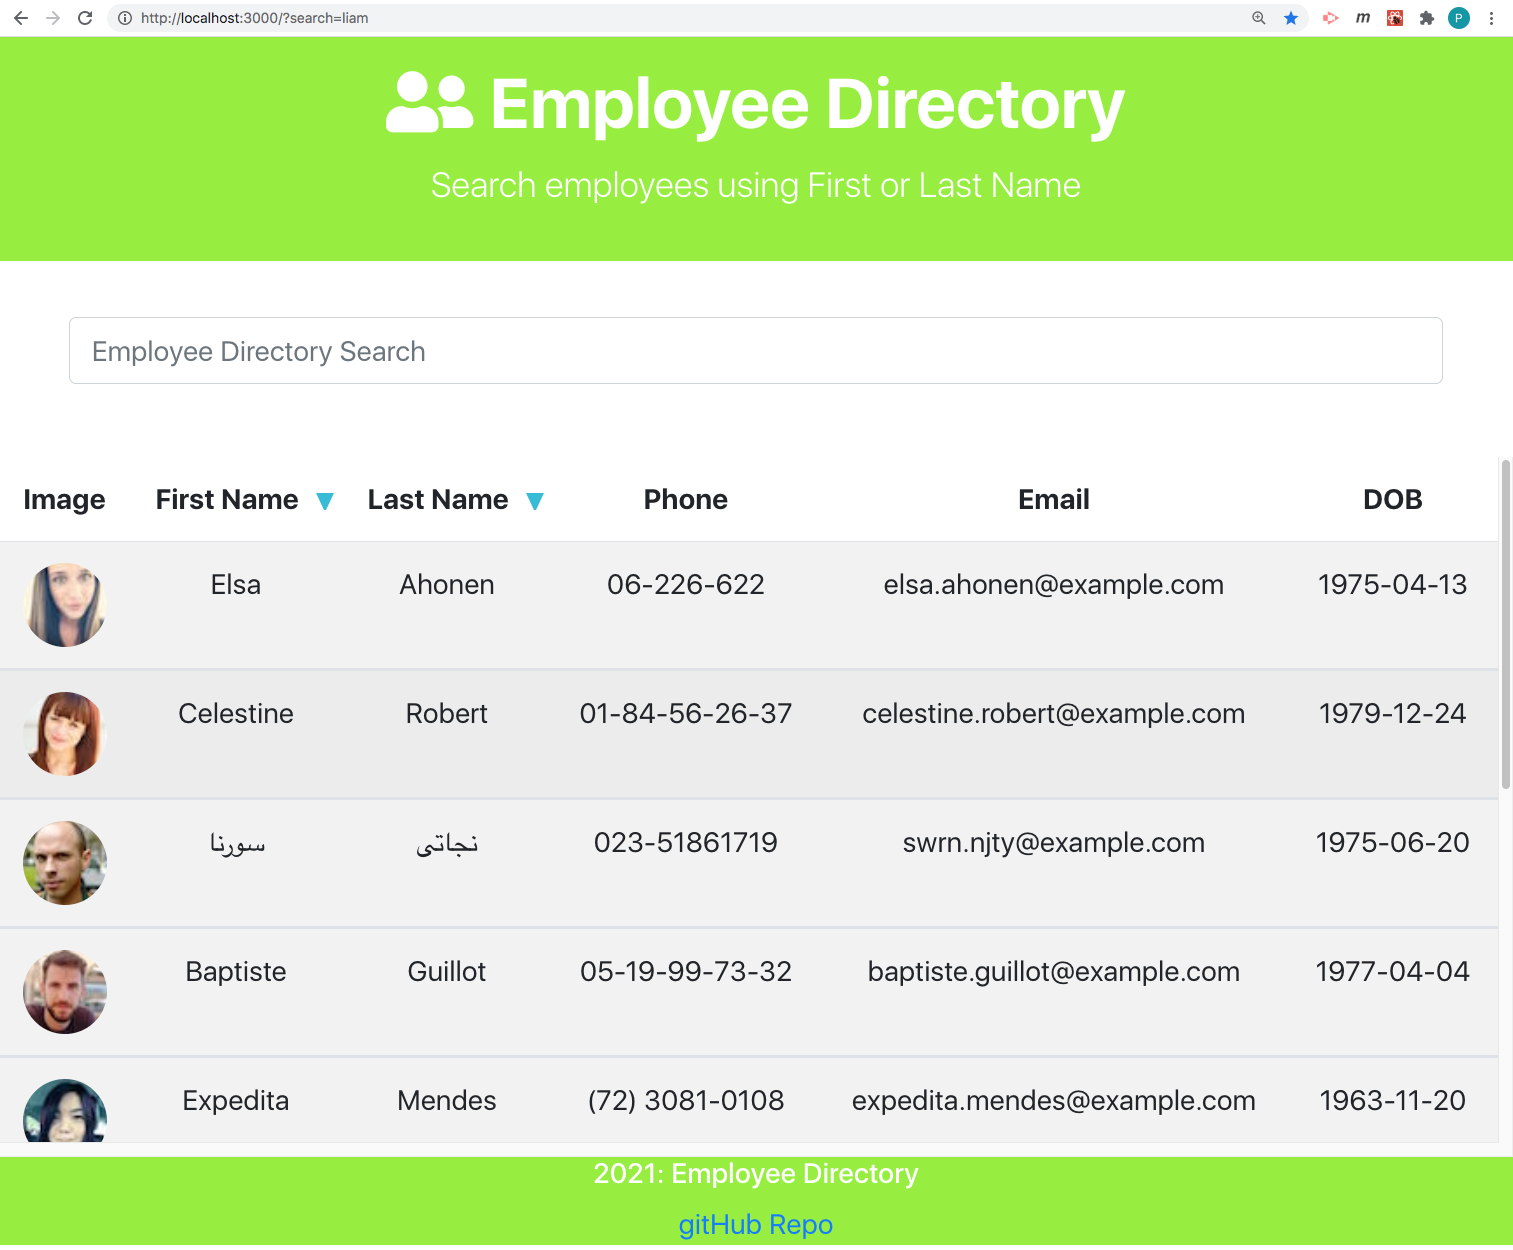 http://localhost:3000/?search=liam
m
P
Employee Directory
Search employees using First or Last Name
Employee Directory Search
Image First Name ▼ Last Name ▼ Phone Email DOB
Elsa Ahonen 06-226-622 elsa.ahonen@example.com 1975-04-13
Celestine Robert 01-84-56-26-37 celestine.robert@example.com 1979-12-24
سورنا نجاتی 023-51861719 swrn.njty@example.com 1975-06-20
Baptiste Guillot 05-19-99-73-32 baptiste.guillot@example.com 1977-04-04
Expedita Mendes (72) 3081-0108 expedita.mendes@example.com 1963-11-20
2021: Employee Directory
gitHub Repo